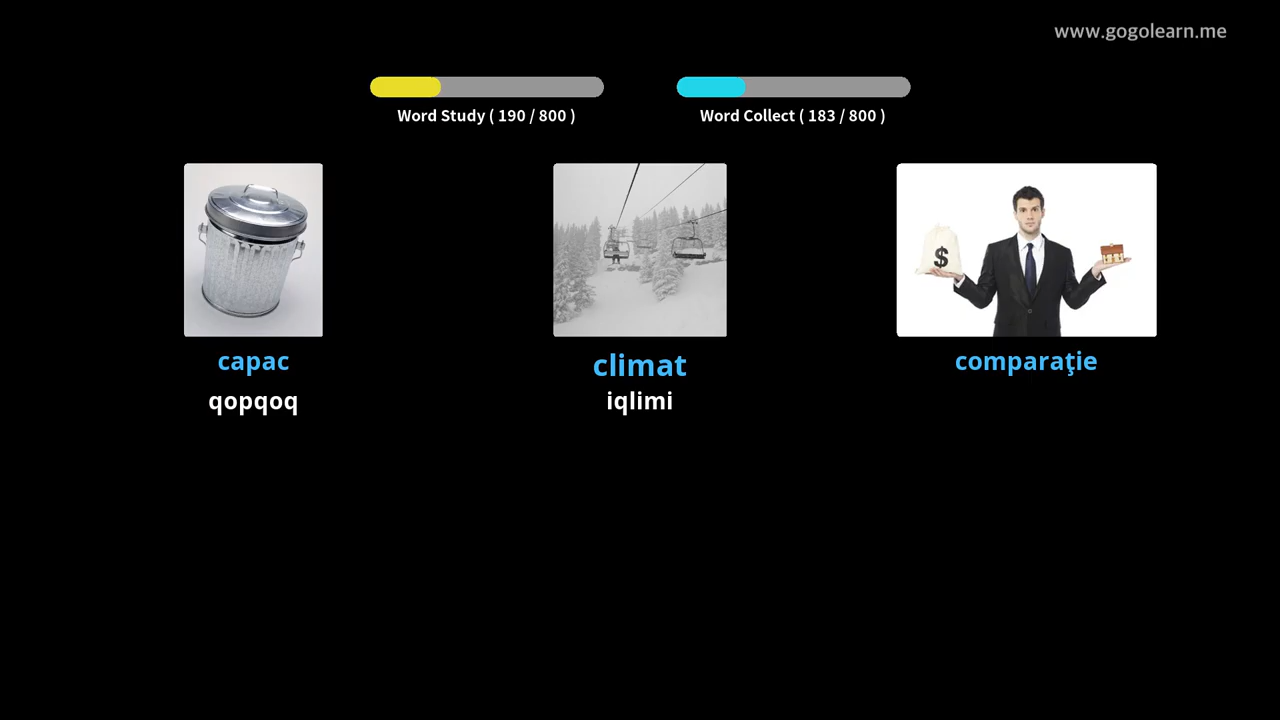 www.gogolearn.me
Word Study ( 190 / 800 )
Word Collect ( 183 / 800 )
$
capac
climat
comparaţie
qopqoq
iqlimi